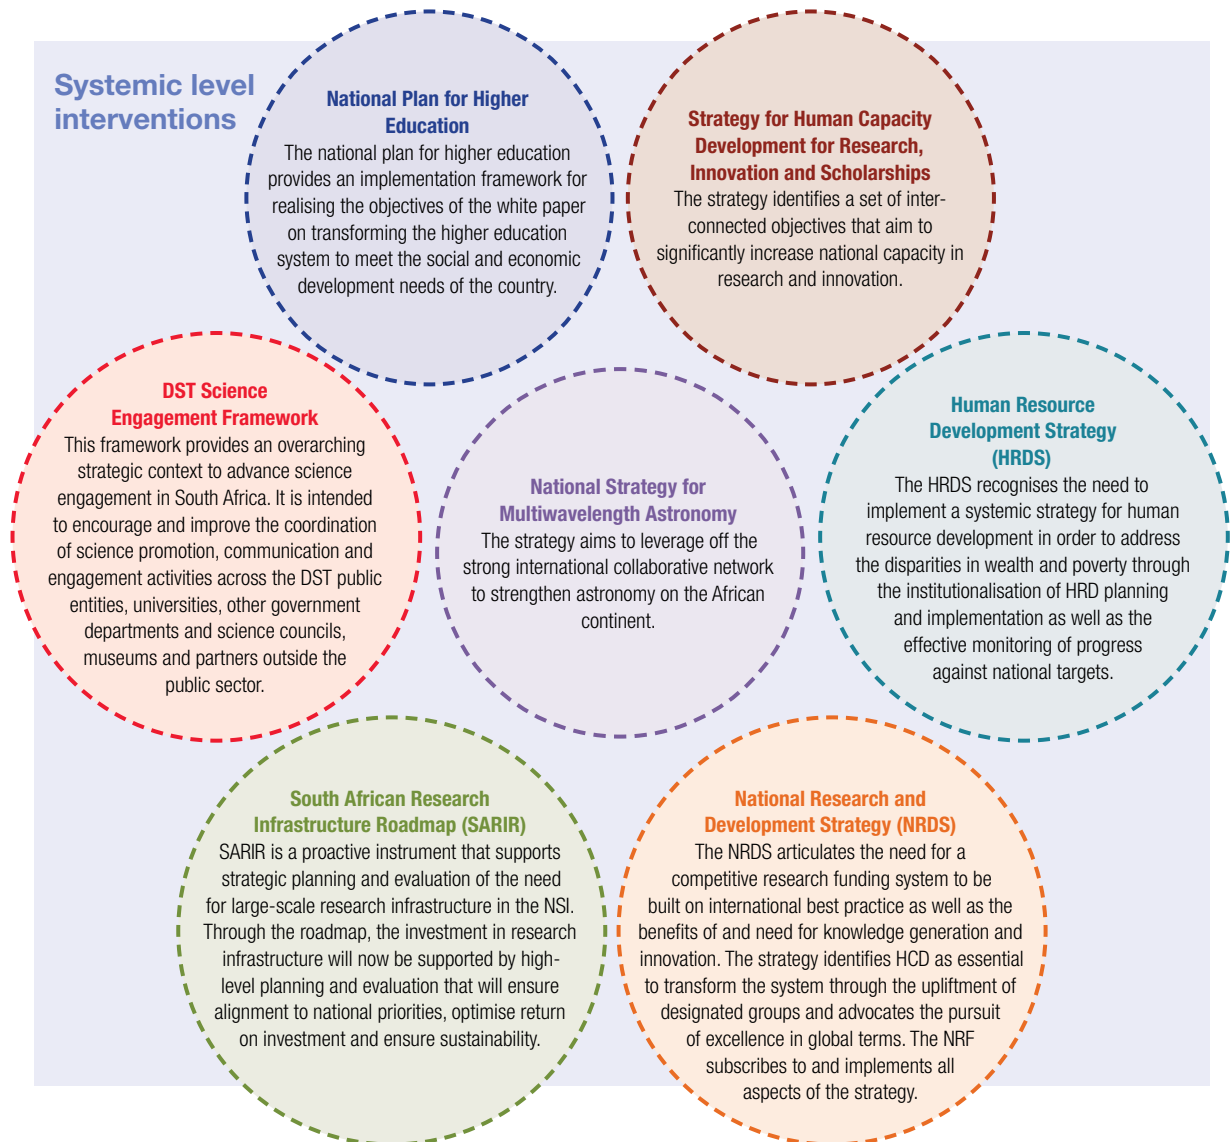 Systemic level
interventions
National Plan for Higher
Education
The national plan for higher education
provides an implementation framework for
realising the objectives of the white paper
on transforming the higher education
system to meet the social and economic
development needs of the country.
Strategy for Human Capacity
Development for Research,
Innovation and Scholarships
The strategy identifies a set of inter-
connected objectives that aim to
significantly increase national capacity in
research and innovation.
DST Science
Engagement Framework
This framework provides an overarching
strategic context to advance science
engagement in South Africa. It is intended
to encourage and improve the coordination
of science promotion, communication and
engagement activities across the DST public
entities, universities, other government
departments and science councils,
museums and partners outside the
public sector.
National Strategy for
Multiwavelength Astronomy
The strategy aims to leverage off the
strong international collaborative network
to strengthen astronomy on the African
continent.
Human Resource
Development Strategy
(HRDS)
The HRDS recognises the need to
implement a systemic strategy for human
resource development in order to address
the disparities in wealth and poverty through
the institutionalisation of HRD planning
and implementation as well as the
effective monitoring of progress
against national targets.
South African Research
Infrastructure Roadmap (SARIR)
SARIR is a proactive instrument that supports
strategic planning and evaluation of the need
for large-scale research infrastructure in the NSI.
Through the roadmap, the investment in research
infrastructure will now be supported by high-
level planning and evaluation that will ensure
alignment to national priorities, optimise return
on investment and ensure sustainability.
National Research and
Development Strategy (NRDS)
The NRDS articulates the need for a
competitive research funding system to be
built on international best practice as well as the
benefits of and need for knowledge generation and
innovation. The strategy identifies HCD as essential
to transform the system through the upliftment of
designated groups and advocates the pursuit
of excellence in global terms. The NRF
subscribes to and implements all
aspects of the strategy.